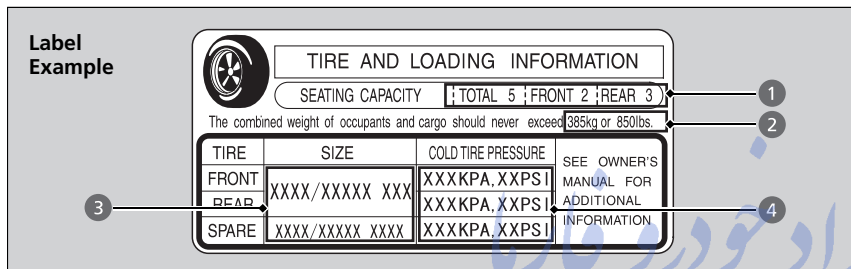 Label
Example
TIRE AND LOADING INFORMATION
SEATING CAPACITY TOTAL 5 FRONT 2 REAR 3
1
The combined weight of occupants and cargo should never exceed 385kg or 850lbs.
2
TIRE SIZE COLD TIRE PRESSURE SEE OWNER'S MANUAL FOR ADDITIONAL INFORMATION
FRONT XXXX/XXXXX XXX XXXKPA,XXPSI
REAR XXXKPA,XXPSI
3
4
SPARE XXXX/XXXXX XXXX XXXKPA,XXPSI